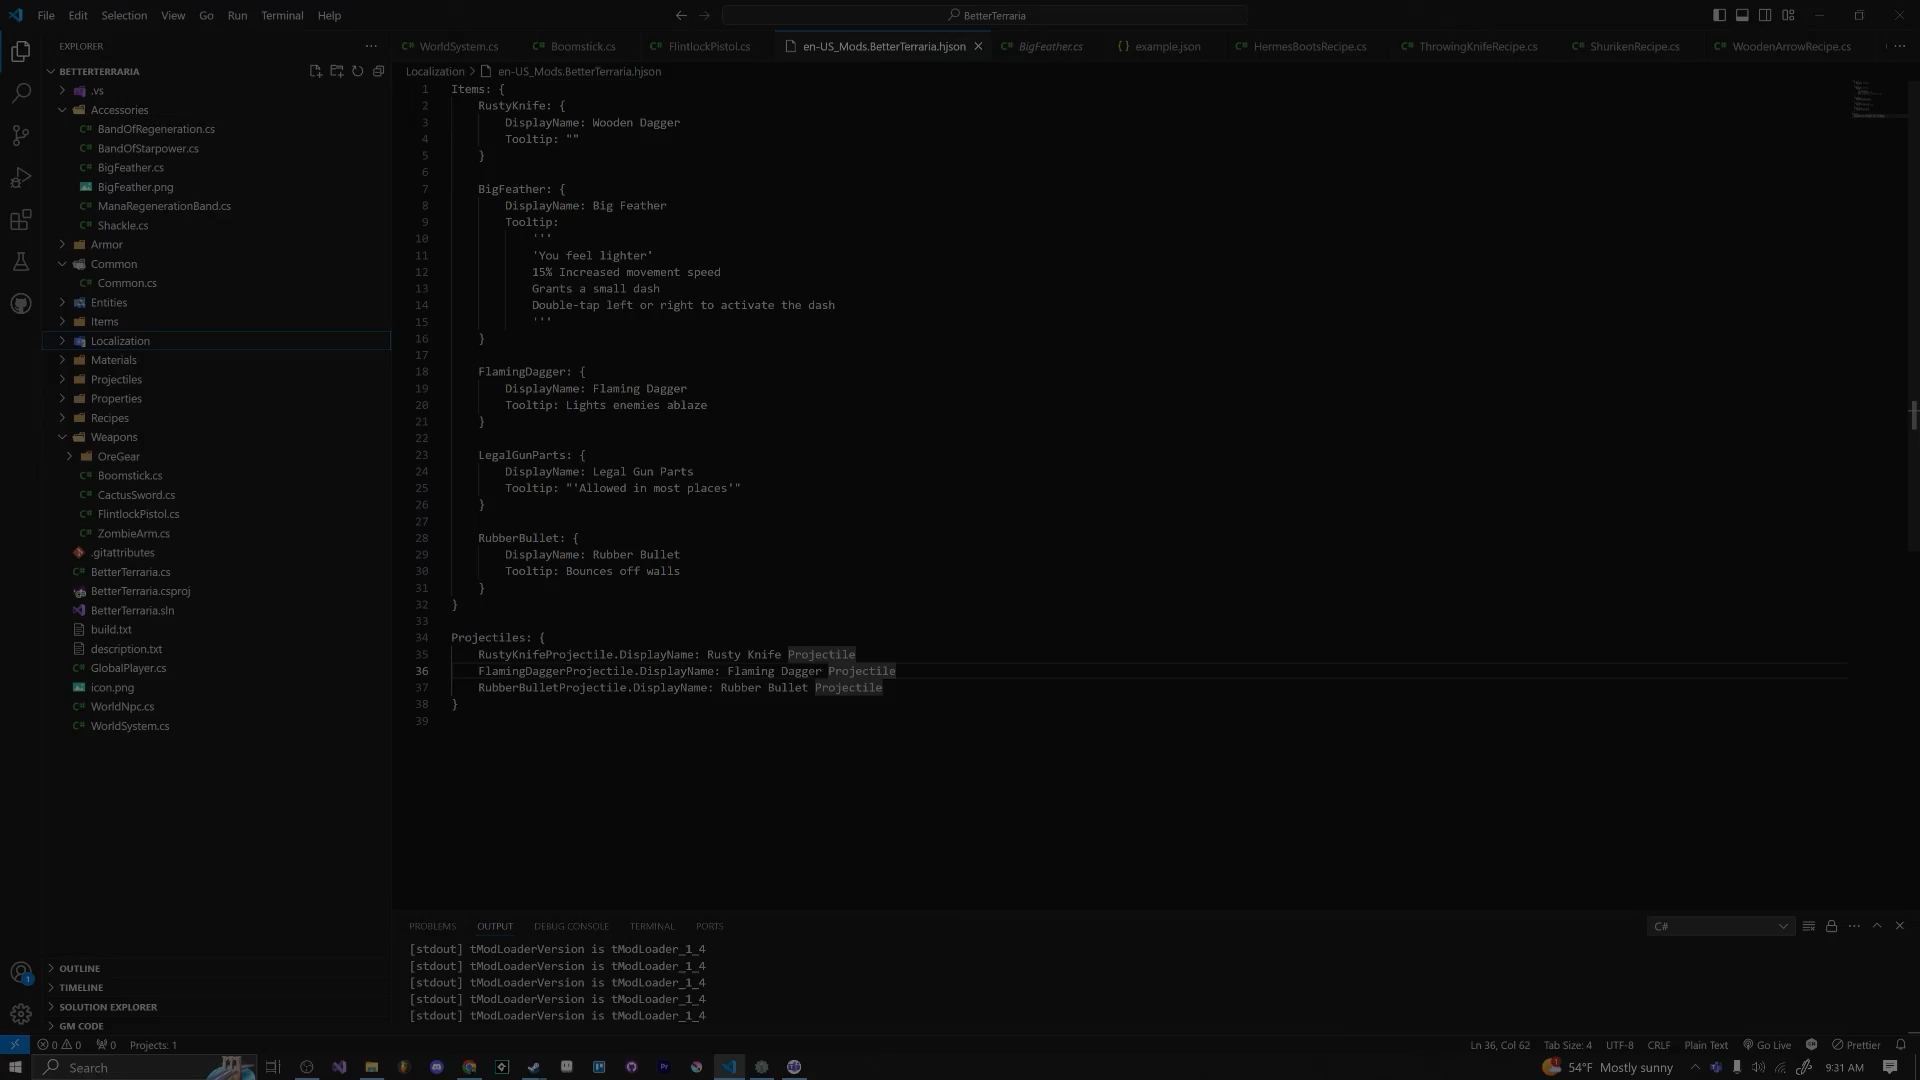 File Edit Selection View Go Run Terminal Help
BetterTerraria
EXPLORER
WorldSystem.cs Boomstick.cs FlintlockPistol.cs en-US_Mods.BetterTerraria.hjson BigFeather.cs example.json HermesBootsRecipe.cs ThrowingKnifeRecipe.cs ShurikenRecipe.cs WoodenArrowRecipe.cs
Localization > en-US_Mods.BetterTerraria.hjson
BETTERTERRARIA
.vs
Accessories
C# BandOfRegeneration.cs
C# BandOfStarpower.cs
C# BigFeather.cs
BigFeather.png
C# ManaRegenerationBand.cs
C# Shackle.cs
Armor
Common
C# Common.cs
Entities
Items
Localization
Materials
Projectiles
Properties
Recipes
Weapons
OreGear
C# Boomstick.cs
C# CactusSword.cs
C# FlintlockPistol.cs
C# ZombieArm.cs
.gitattributes
C# BetterTerraria.cs
BetterTerraria.csproj
BetterTerraria.sln
build.txt
description.txt
C# GlobalPlayer.cs
icon.png
C# WorldNpc.cs
C# WorldSystem.cs
OUTLINE
TIMELINE
SOLUTION EXPLORER
GM CODE
1 Items: {
2 RustyKnife: {
3 DisplayName: Wooden Dagger
4 Tooltip: ""
5 }
6
7 BigFeather: {
8 DisplayName: Big Feather
9 Tooltip:
10 '''
11 'You feel lighter'
12 15% Increased movement speed
13 Grants a small dash
14 Double-tap left or right to activate the dash
15 '''
16 }
17
18 FlamingDagger: {
19 DisplayName: Flaming Dagger
20 Tooltip: Lights enemies ablaze
21 }
22
23 LegalGunParts: {
24 DisplayName: Legal Gun Parts
25 Tooltip: "'Allowed in most places'"
26 }
27
28 RubberBullet: {
29 DisplayName: Rubber Bullet
30 Tooltip: Bounces off walls
31 }
32 }
33
34 Projectiles: {
35 RustyKnifeProjectile.DisplayName: Rusty Knife Projectile
36 FlamingDaggerProjectile.DisplayName: Flaming Dagger Projectile
37 RubberBulletProjectile.DisplayName: Rubber Bullet Projectile
38 }
39
PROBLEMS OUTPUT DEBUG CONSOLE TERMINAL PORTS C#
[stdout] tModLoaderVersion is tModLoader_1_4
[stdout] tModLoaderVersion is tModLoader_1_4
[stdout] tModLoaderVersion is tModLoader_1_4
[stdout] tModLoaderVersion is tModLoader_1_4
[stdout] tModLoaderVersion is tModLoader_1_4
0 0 0 Projects: 1 Ln 36, Col 62 Tab Size: 4 UTF-8 CRLF Plain Text Go Live Prettier
Search 54°F Mostly sunny 9:31 AM